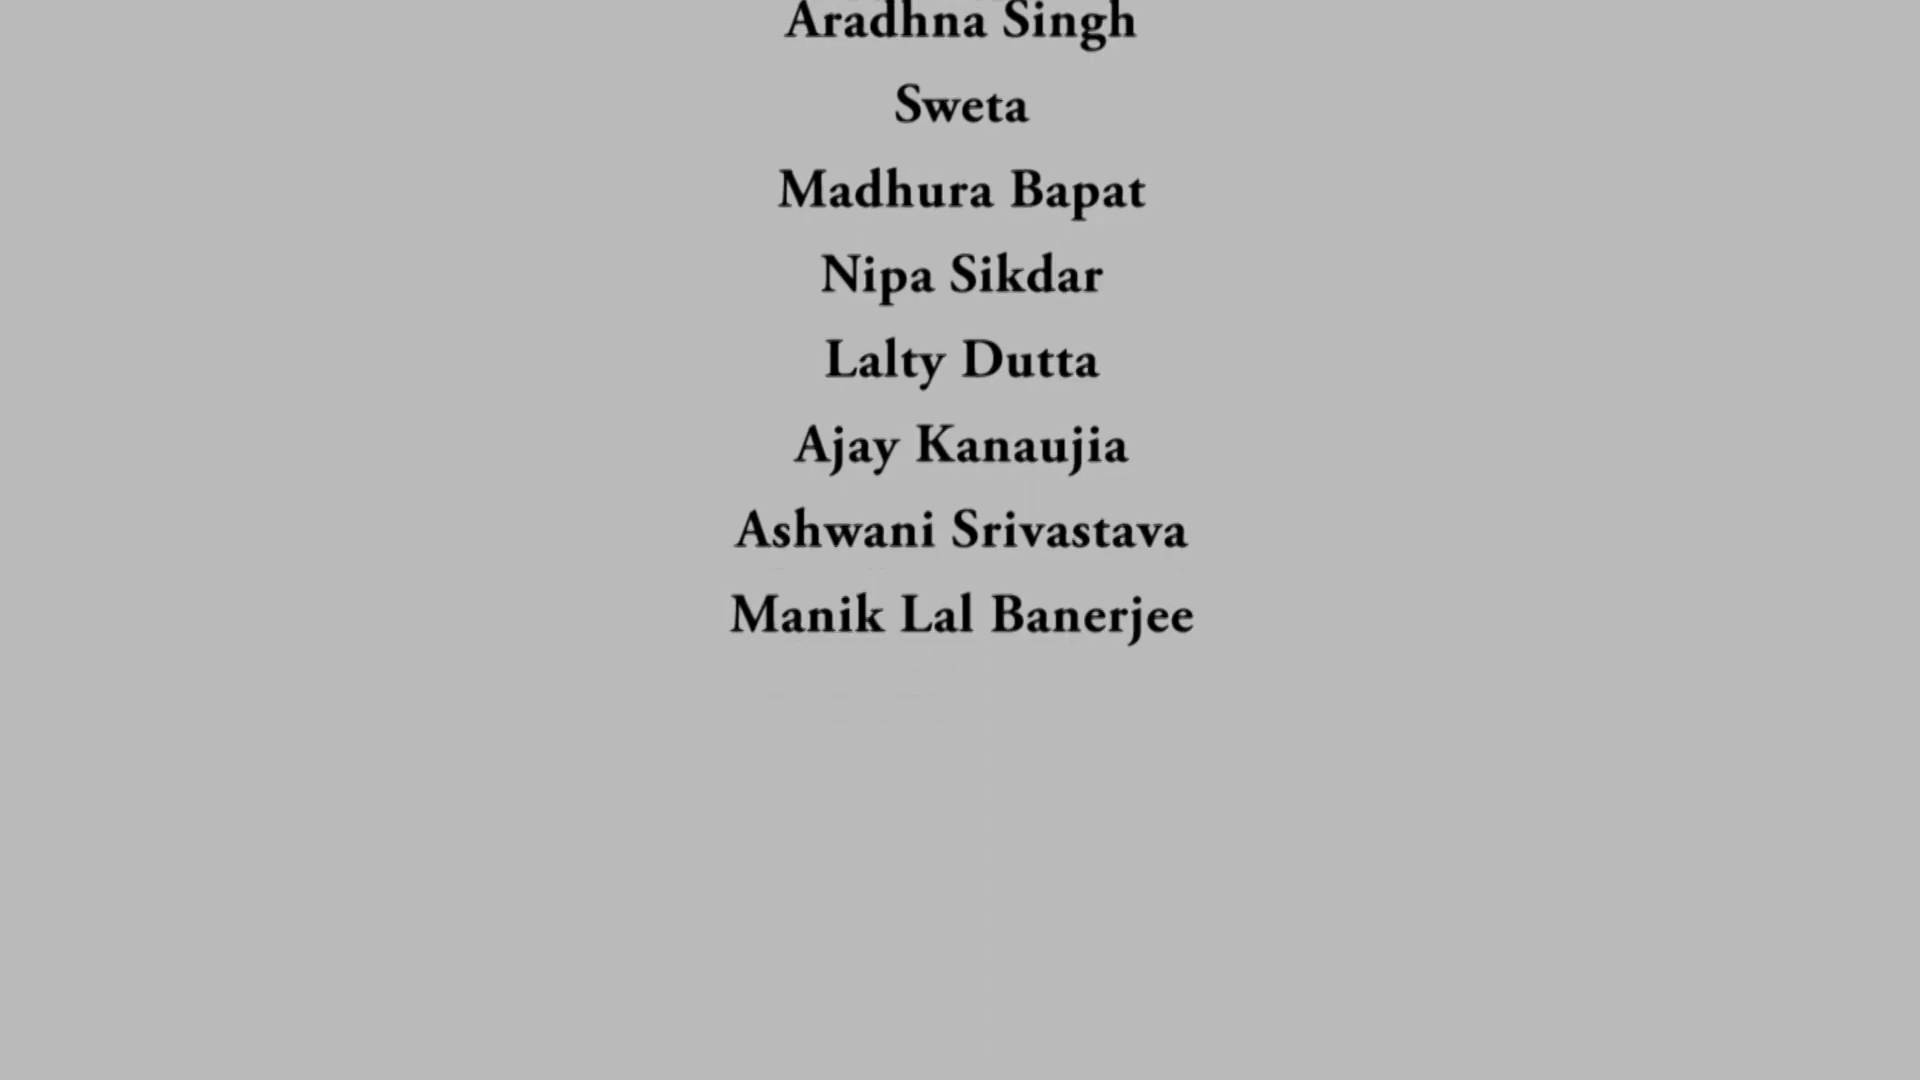 Aradhna Singh
Sweta
Madhura Bapat
Nipa Sikdar
Lalty Dutta
Ajay Kanaujia
Ashwani Srivastava
Manik Lal Banerjee